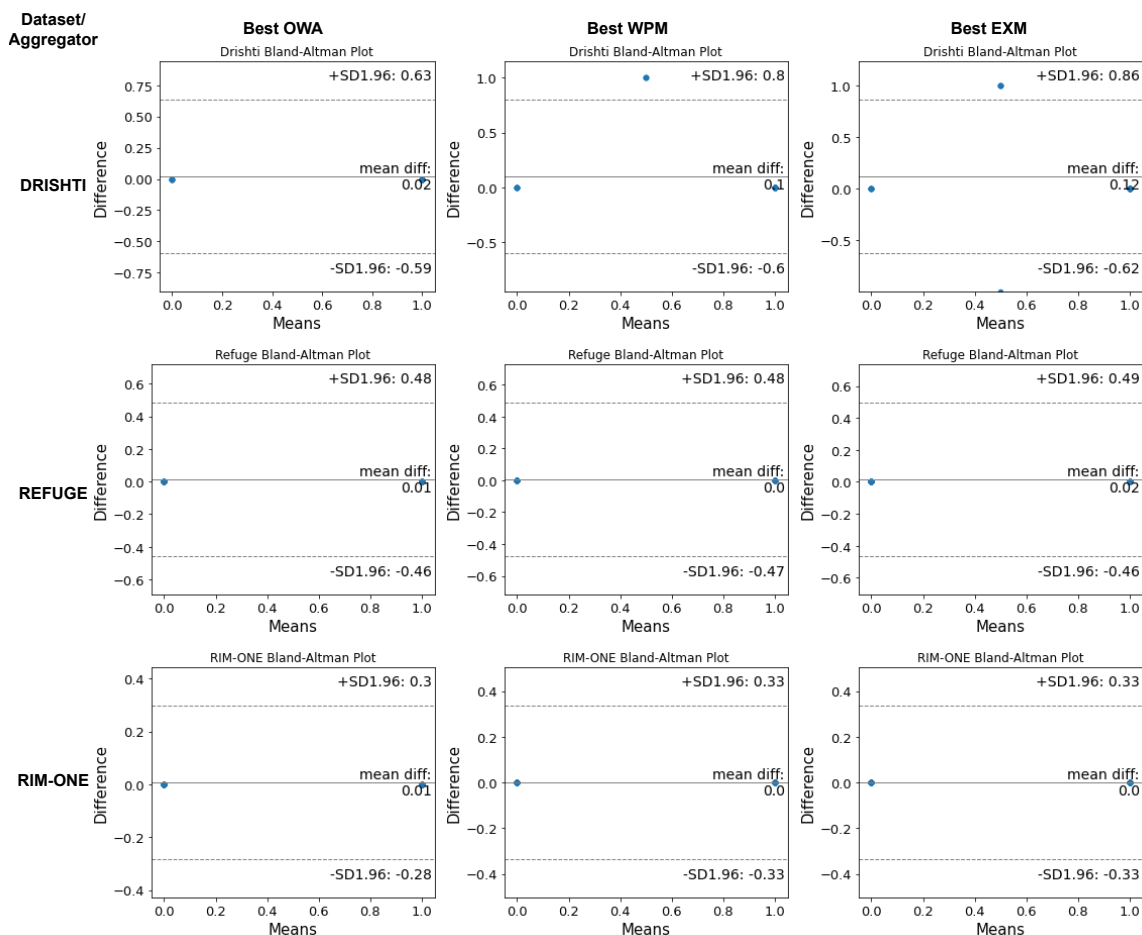 Dataset/
Aggregator
Best OWA
Best WPM
Best EXM
DRISHTI
Drishti Bland-Altman Plot
+SD1.96: 0.63
mean diff:
0.02
-SD1.96: -0.59
0.75
0.50
0.25
0.00
−0.25
−0.50
−0.75
Difference
0.0 0.2 0.4 0.6 0.8 1.0
Means
Drishti Bland-Altman Plot
+SD1.96: 0.8
mean diff:
0.1
-SD1.96: -0.6
1.0
0.5
0.0
−0.5
Difference
0.0 0.2 0.4 0.6 0.8 1.0
Means
Drishti Bland-Altman Plot
+SD1.96: 0.86
mean diff:
0.12
-SD1.96: -0.62
1.0
0.5
0.0
−0.5
Difference
0.0 0.2 0.4 0.6 0.8 1.0
Means
REFUGE
Refuge Bland-Altman Plot
+SD1.96: 0.48
mean diff:
0.01
-SD1.96: -0.46
0.6
0.4
0.2
0.0
−0.2
−0.4
−0.6
Difference
0.0 0.2 0.4 0.6 0.8 1.0
Means
Refuge Bland-Altman Plot
+SD1.96: 0.48
mean diff:
0.0
-SD1.96: -0.47
0.6
0.4
0.2
0.0
−0.2
−0.4
−0.6
Difference
0.0 0.2 0.4 0.6 0.8 1.0
Means
Refuge Bland-Altman Plot
+SD1.96: 0.49
mean diff:
0.02
-SD1.96: -0.46
0.6
0.4
0.2
0.0
−0.2
−0.4
−0.6
Difference
0.0 0.2 0.4 0.6 0.8 1.0
Means
RIM-ONE
RIM-ONE Bland-Altman Plot
+SD1.96: 0.3
mean diff:
0.01
-SD1.96: -0.28
0.4
0.2
0.0
−0.2
−0.4
Difference
0.0 0.2 0.4 0.6 0.8 1.0
Means
RIM-ONE Bland-Altman Plot
+SD1.96: 0.33
mean diff:
0.0
-SD1.96: -0.33
0.4
0.2
0.0
−0.2
−0.4
Difference
0.0 0.2 0.4 0.6 0.8 1.0
Means
RIM-ONE Bland-Altman Plot
+SD1.96: 0.33
mean diff:
0.0
-SD1.96: -0.33
0.4
0.2
0.0
−0.2
−0.4
Difference
0.0 0.2 0.4 0.6 0.8 1.0
Means